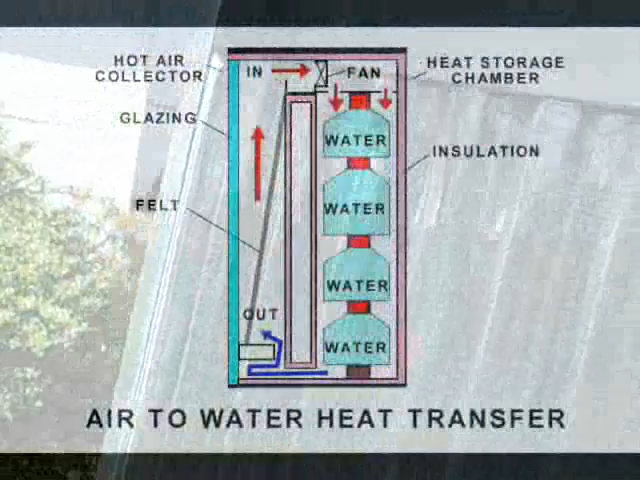 HOT AIR
COLLECTOR
IN
FAN
HEAT STORAGE
CHAMBER
GLAZING
WATER
INSULATION
FELT
WATER
WATER
OUT
WATER
AIR TO WATER HEAT TRANSFER